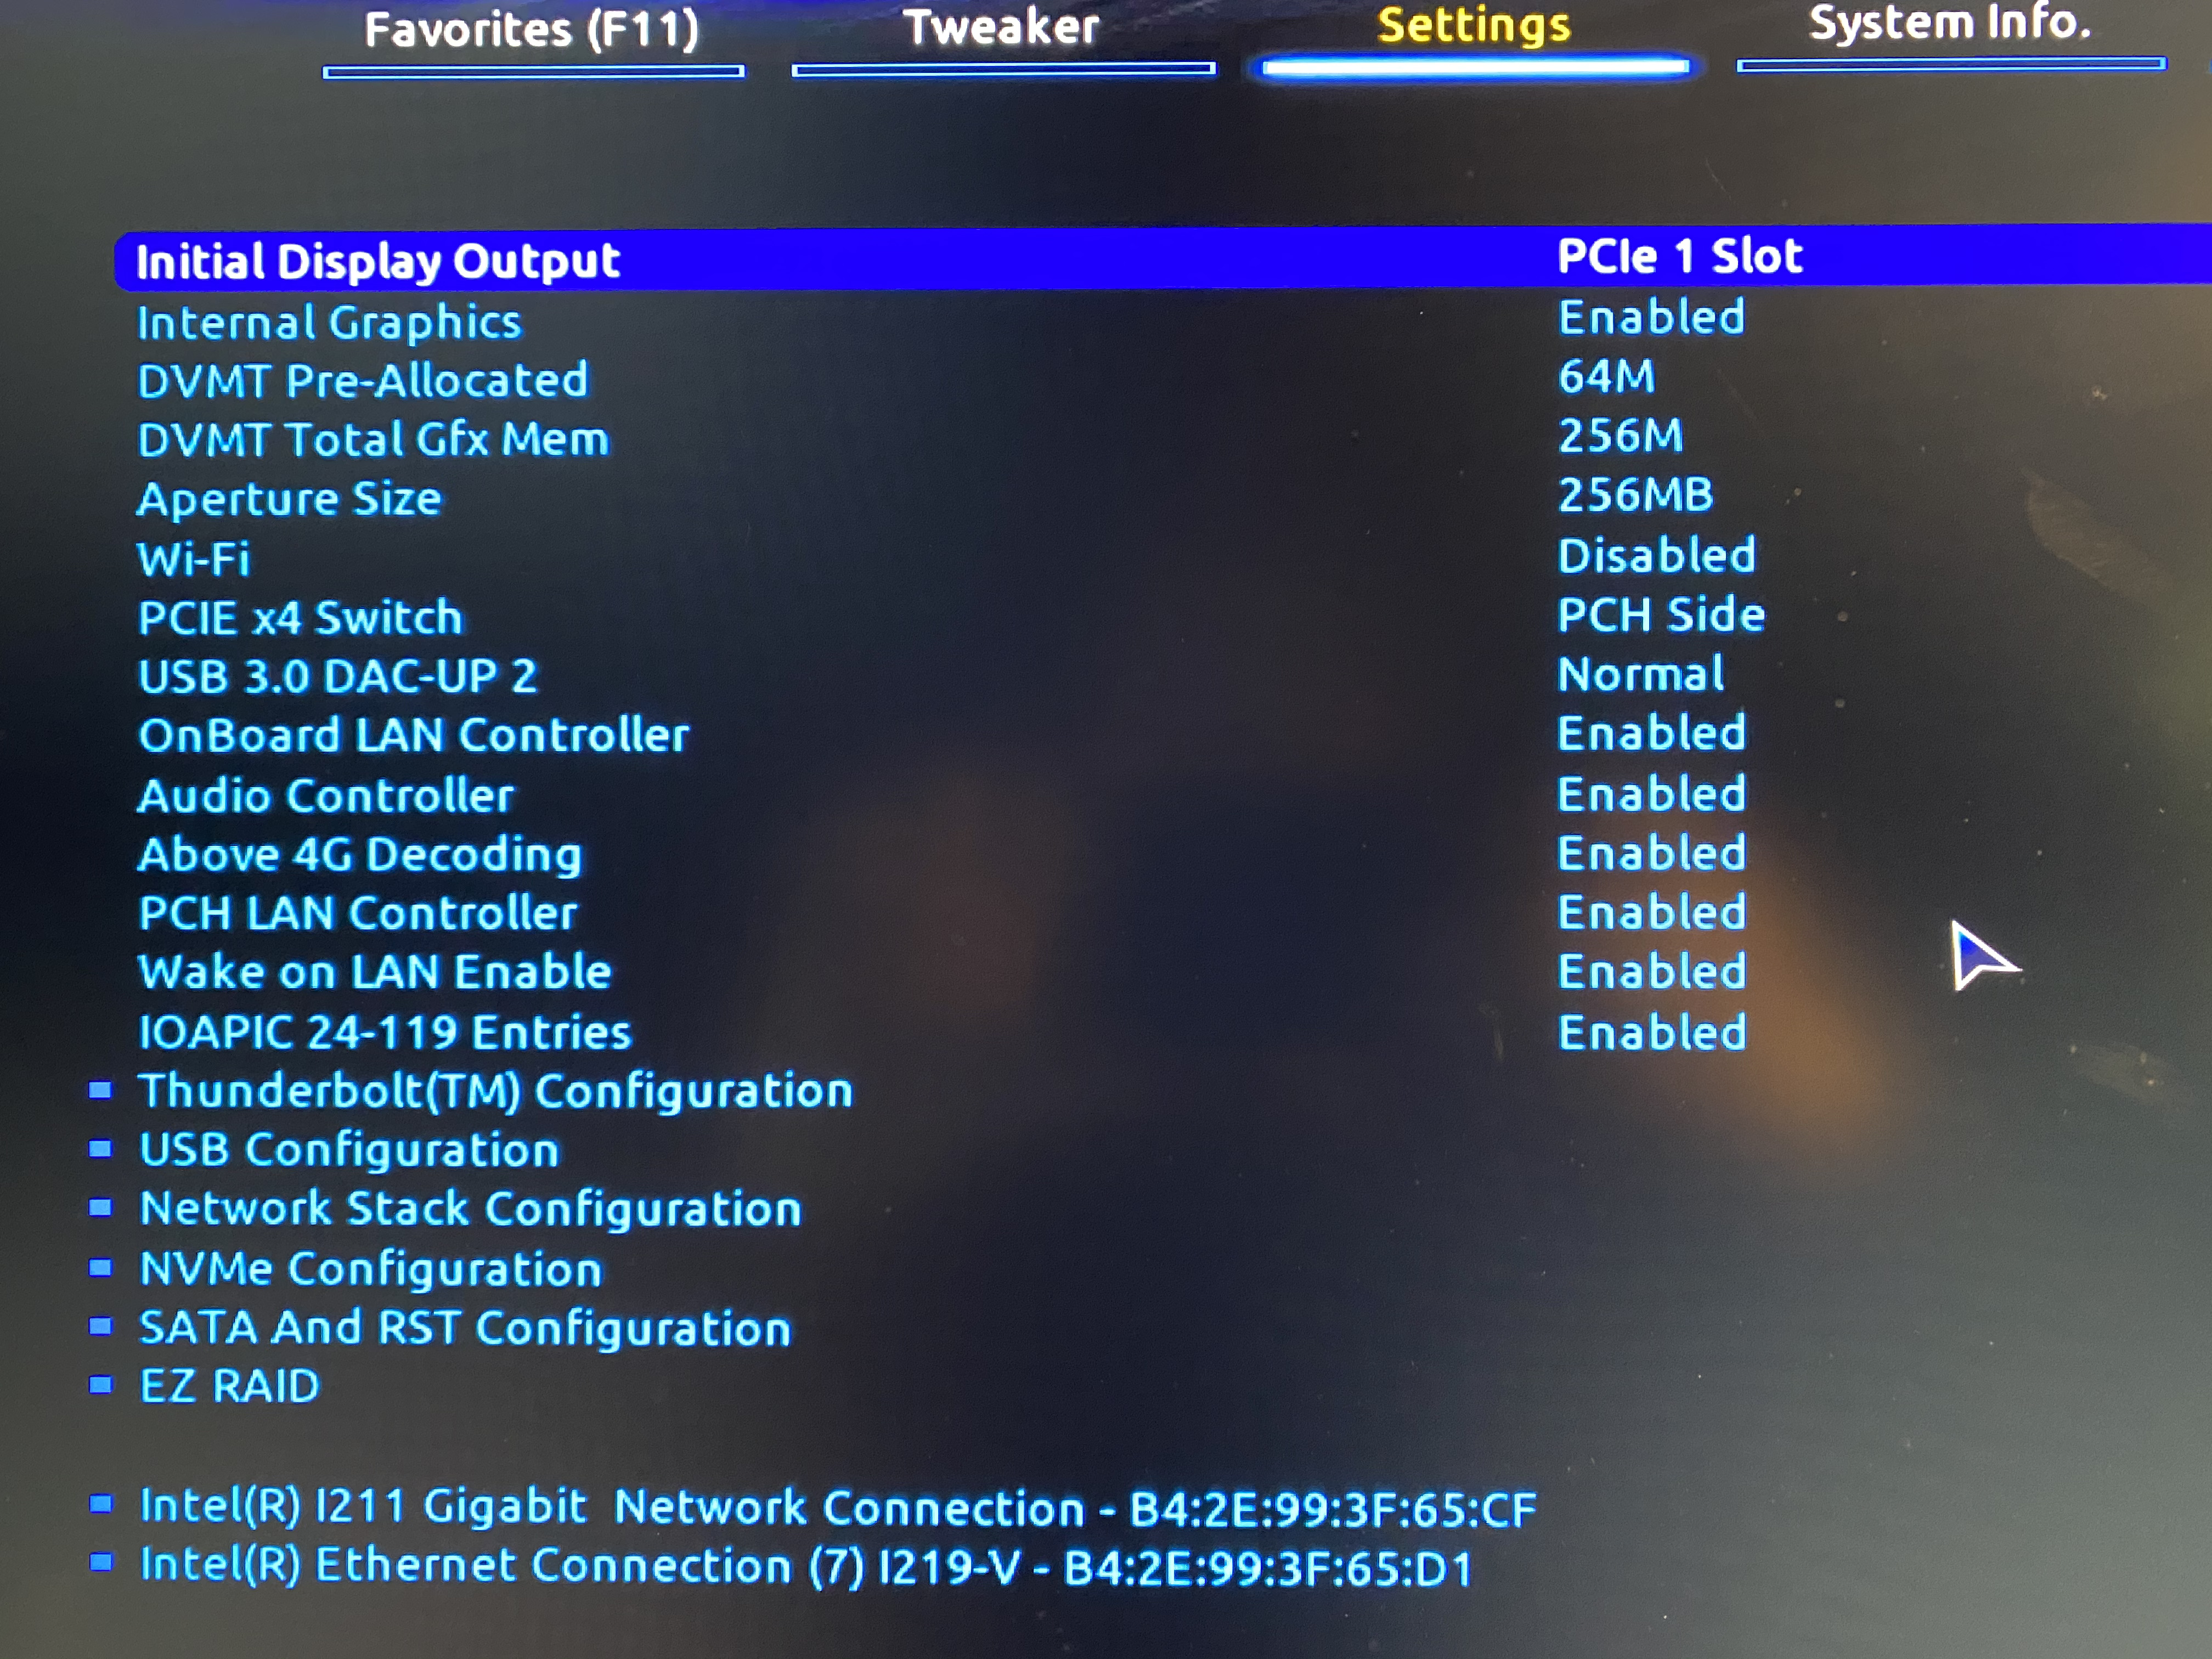 Favorites (F11) Tweaker Settings System Info.
Initial Display Output PCIe 1 Slot
Internal Graphics Enabled
DVMT Pre-Allocated 64M
DVMT Total Gfx Mem 256M
Aperture Size 256MB
Wi-Fi Disabled
PCIE x4 Switch PCH Side
USB 3.0 DAC-UP 2 Normal
OnBoard LAN Controller Enabled
Audio Controller Enabled
Above 4G Decoding Enabled
PCH LAN Controller Enabled
Wake on LAN Enable Enabled
IOAPIC 24-119 Entries Enabled
Thunderbolt(TM) Configuration
USB Configuration
Network Stack Configuration
NVMe Configuration
SATA And RST Configuration
EZ RAID
Intel(R) I211 Gigabit  Network Connection - B4:2E:99:3F:65:CF
Intel(R) Ethernet Connection (7) I219-V - B4:2E:99:3F:65:D1